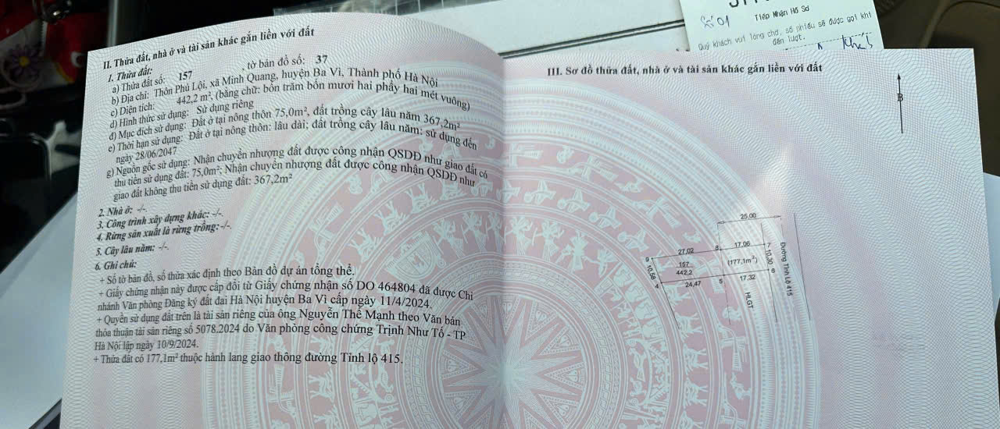 Tiếp Nhận Hồ Sơ
Số 01
Quý khách vui lòng chờ, số phiếu sẽ được gọi khi
đến lượt.
II. Thửa đất, nhà ở và tài sản khác gắn liền với đất
1. Thửa đất:
a) Thửa đất số: 157 , tờ bản đồ số: 37
b) Địa chỉ: Thôn Phú Lội, xã Minh Quang, huyện Ba Vì, Thành phố Hà Nội
c) Diện tích: 442,2 m², (bằng chữ: bốn trăm bốn mươi hai phẩy hai mét vuông)
d) Hình thức sử dụng: Sử dụng riêng
đ) Mục đích sử dụng: Đất ở tại nông thôn 75,0m², đất trồng cây lâu năm 367,2m²
e) Thời hạn sử dụng: Đất ở tại nông thôn: lâu dài; đất trồng cây lâu năm: sử dụng đến
ngày 28/06/2047
g) Nguồn gốc sử dụng: Nhận chuyển nhượng đất được công nhận QSDĐ như giao đất có
thu tiền sử dụng đất: 75,0m²; Nhận chuyển nhượng đất được công nhận QSDĐ như
giao đất không thu tiền sử dụng đất: 367,2m²
2. Nhà ở: -/-.
3. Công trình xây dựng khác: -/-.
4. Rừng sản xuất là rừng trồng: -/-.
5. Cây lâu năm: -/-.
6. Ghi chú:
+ Số tờ bản đồ, số thửa xác định theo Bản đồ dự án tổng thể.
+ Giấy chứng nhận này được cấp đổi từ Giấy chứng nhận số DO 464804 đã được Chi
nhánh Văn phòng Đăng ký đất đai Hà Nội huyện Ba Vì cấp ngày 11/4/2024.
+ Quyền sử dụng đất trên là tài sản riêng của ông Nguyễn Thế Mạnh theo Văn bản
thỏa thuận tài sản riêng số 5078.2024 do Văn phòng công chứng Trịnh Như Tố - TP
Hà Nội lập ngày 10/9/2024.
+ Thửa đất có 177,1m² thuộc hành lang giao thông đường Tỉnh lộ 415.
III. Sơ đồ thửa đất, nhà ở và tài sản khác gắn liền với đất
B
25,00
9 27,02 8 17,06 7
10,58
157
442,2
(177,1m²)
10,30
4 24,47 5 17,32 6
HLGT
Đường Tỉnh Lộ 415